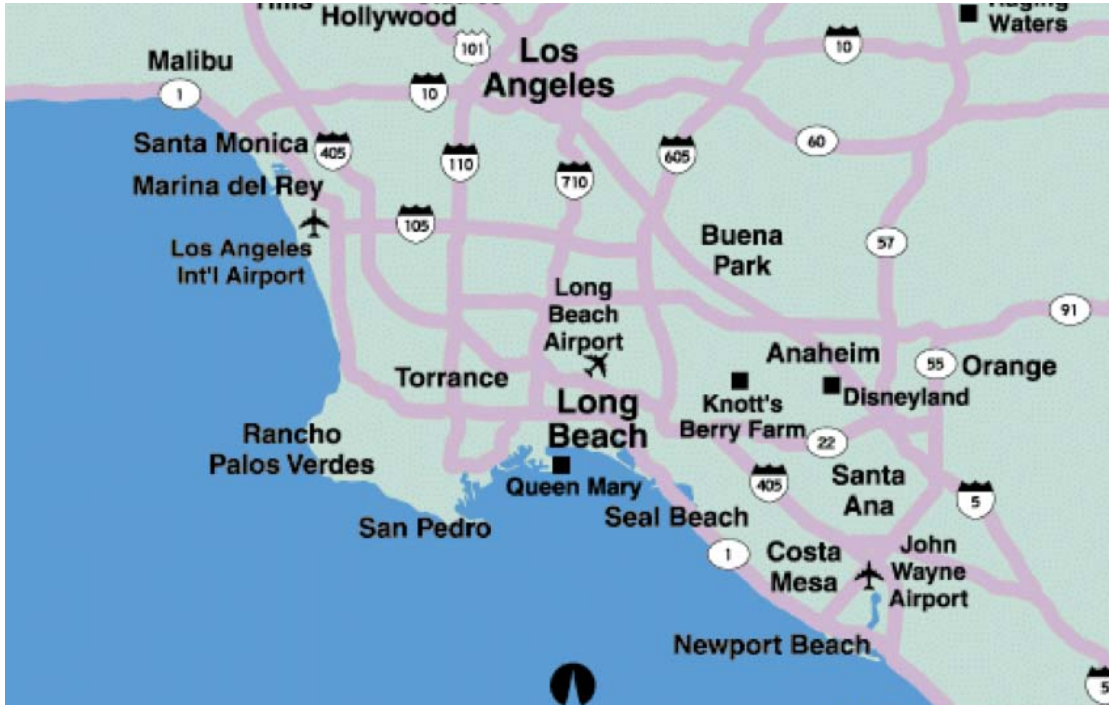 Hills
Hollywood
Raging
Waters
101
Los
Angeles
10
Malibu
1
10
Santa Monica
405
110
710
605
60
Marina del Rey
105
Los Angeles
Int'l Airport
Buena
Park
57
Long
Beach
Airport
91
Anaheim
55
Orange
Torrance
Knott's
Berry Farm
Disneyland
Long
Beach
22
Rancho
Palos Verdes
Queen Mary
405
Santa
Ana
5
San Pedro
Seal Beach
1
Costa
Mesa
John
Wayne
Airport
Newport Beach
5